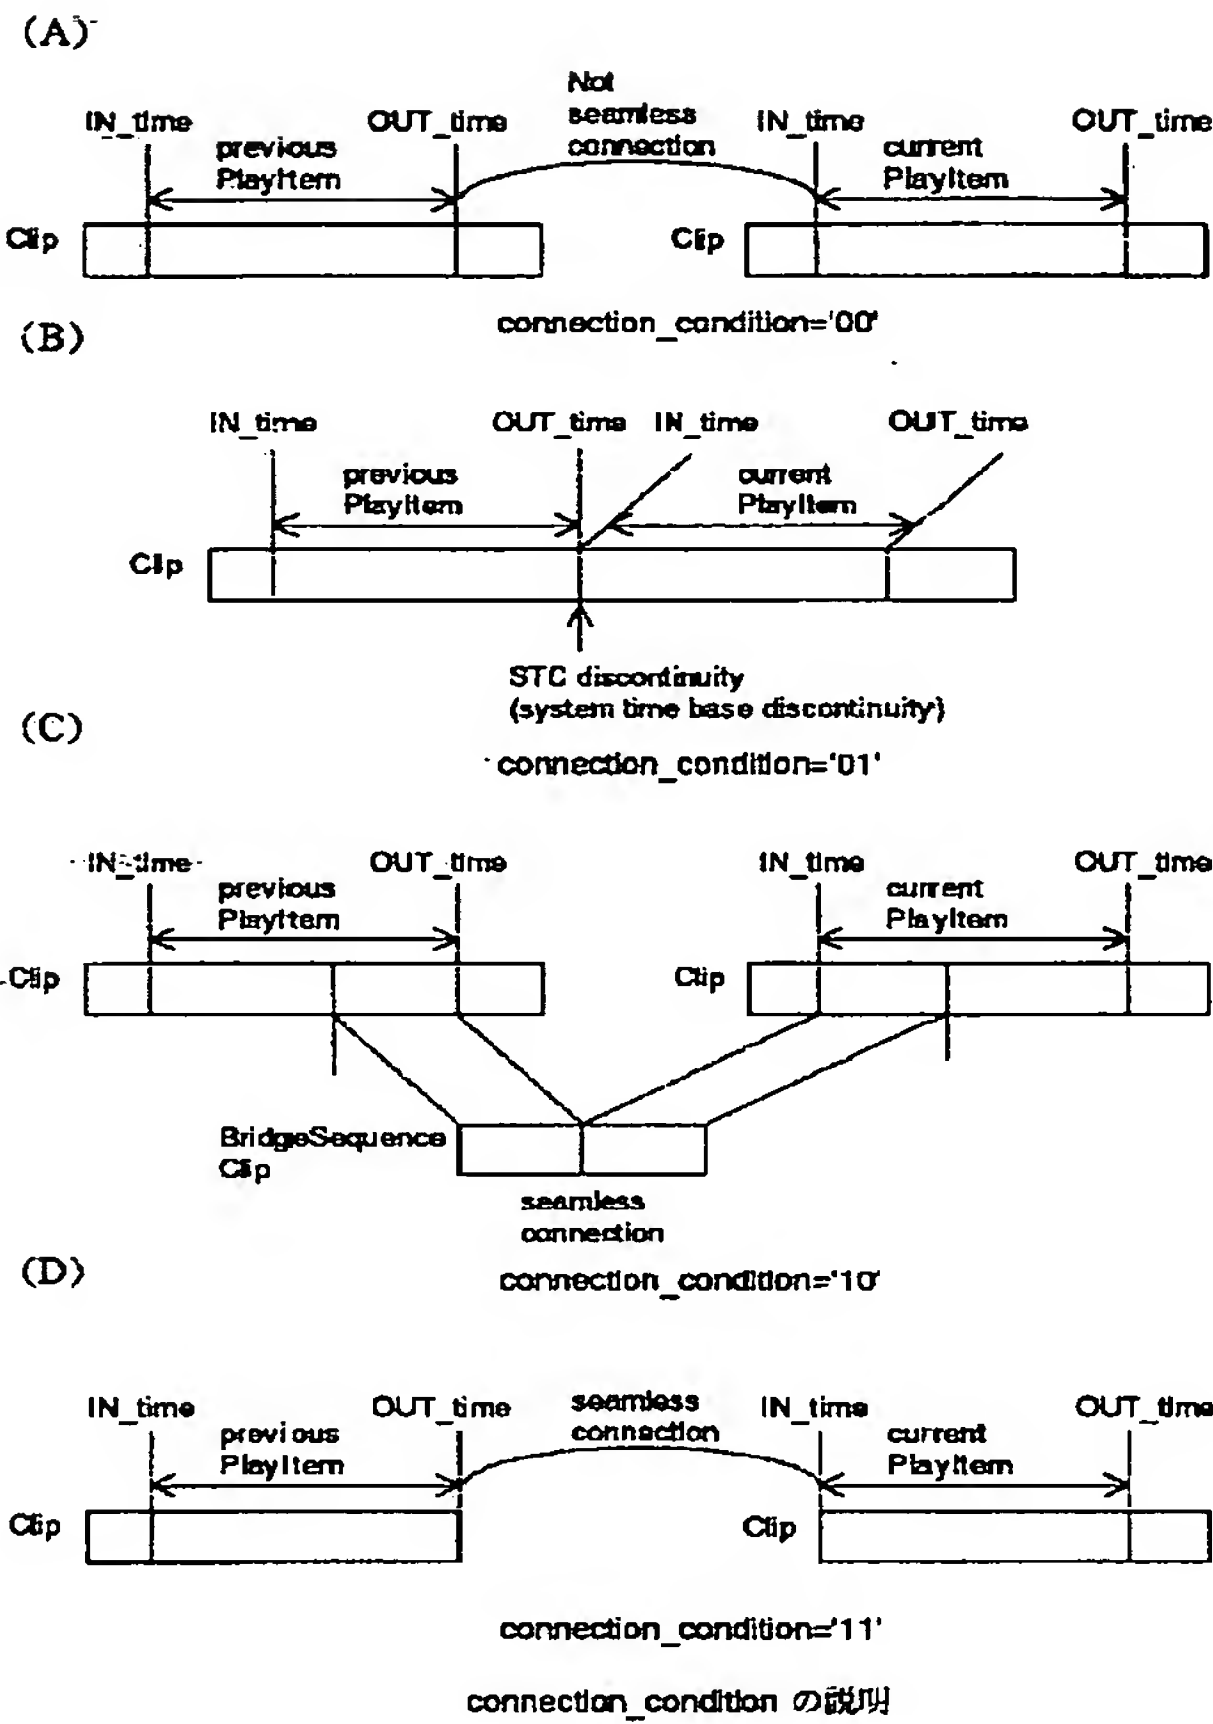 (A)
Not
seamless
connection
IN_time
OUT_time
IN_time
OUT_time
previous
PlayItem
current
PlayItem
Clip
Clip
connection_condition='00'
(B)
IN_time
OUT_time
IN_time
OUT_time
previous
PlayItem
current
PlayItem
Clip
STC discontinuity
(system time base discontinuity)
(C)
connection_condition='01'
IN_time
OUT_time
IN_time
OUT_time
previous
PlayItem
current
PlayItem
Clip
Clip
BridgeSequence
Clip
seamless
connection
(D)
connection_condition='10'
IN_time
OUT_time
seamless
connection
IN_time
OUT_time
previous
PlayItem
current
PlayItem
Clip
Clip
connection_condition='11'
connection_condition の説明